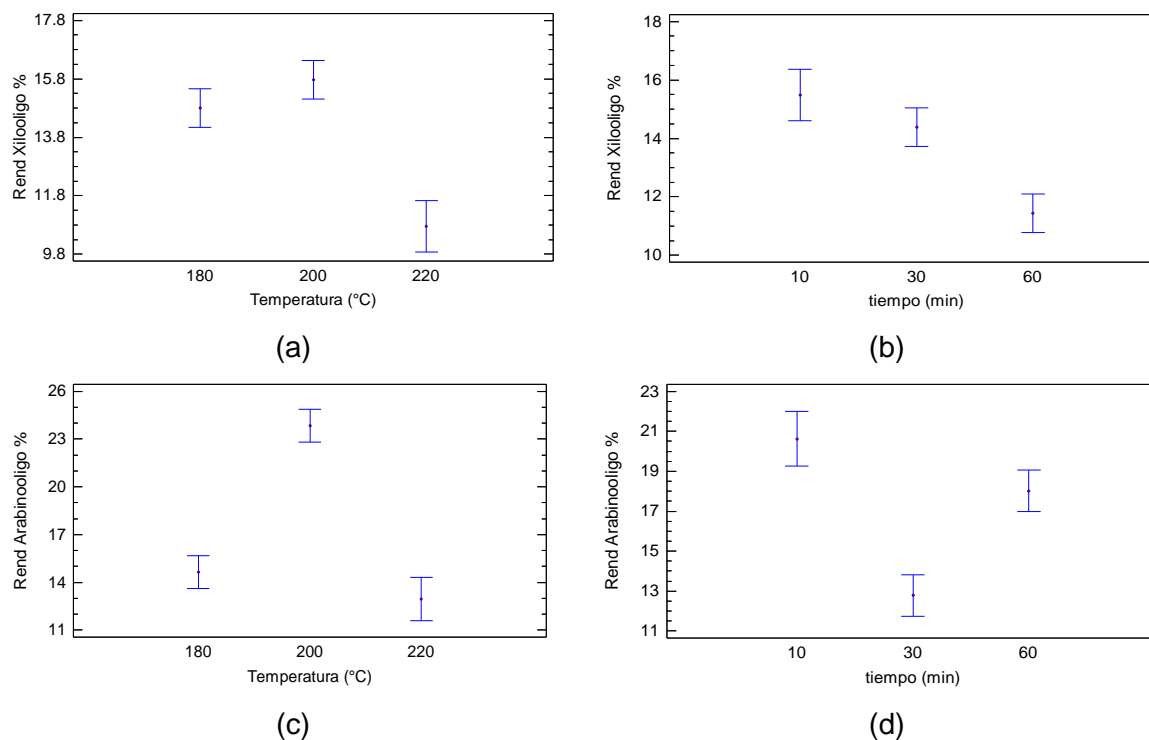 17.8
15.8
13.8
11.8
9.8
Rend Xilooligo %
180 200 220
Temperatura (°C)
(a)
18
16
14
12
10
Rend Xilooligo %
10 30 60
tiempo (min)
(b)
26
23
20
17
14
11
Rend Arabinooligo %
180 200 220
Temperatura (°C)
(c)
23
21
19
17
15
13
11
Rend Arabinooligo %
10 30 60
tiempo (min)
(d)